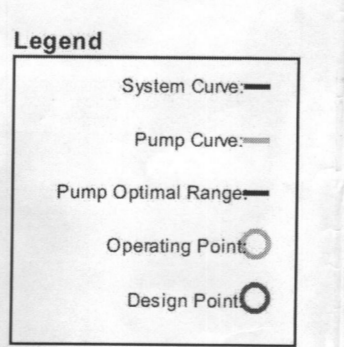 Legend
System Curve:
Pump Curve:
Pump Optimal Range:
Operating Point:
Design Point: